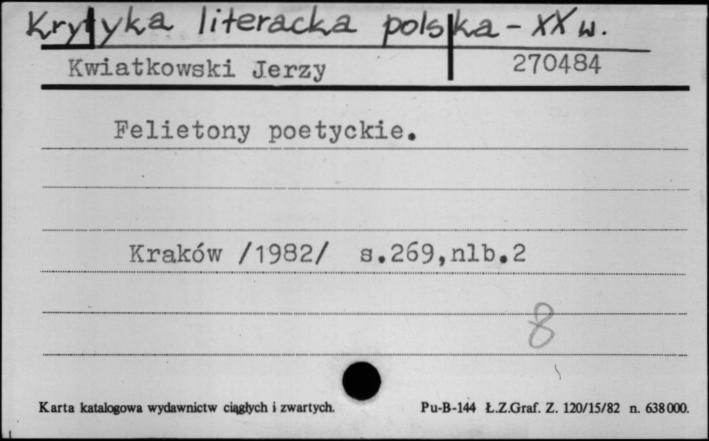 Krytyka literacka polska - XX w.
Kwiatkowski Jerzy 270484
Felietony poetyckie.
Kraków /1982/ s.269,nlb.2
8
Karta katalogowa wydawnictw ciągłych i zwartych. Pu-B-144 Ł.Z.Graf. Z. 120/15/82 n. 638000.